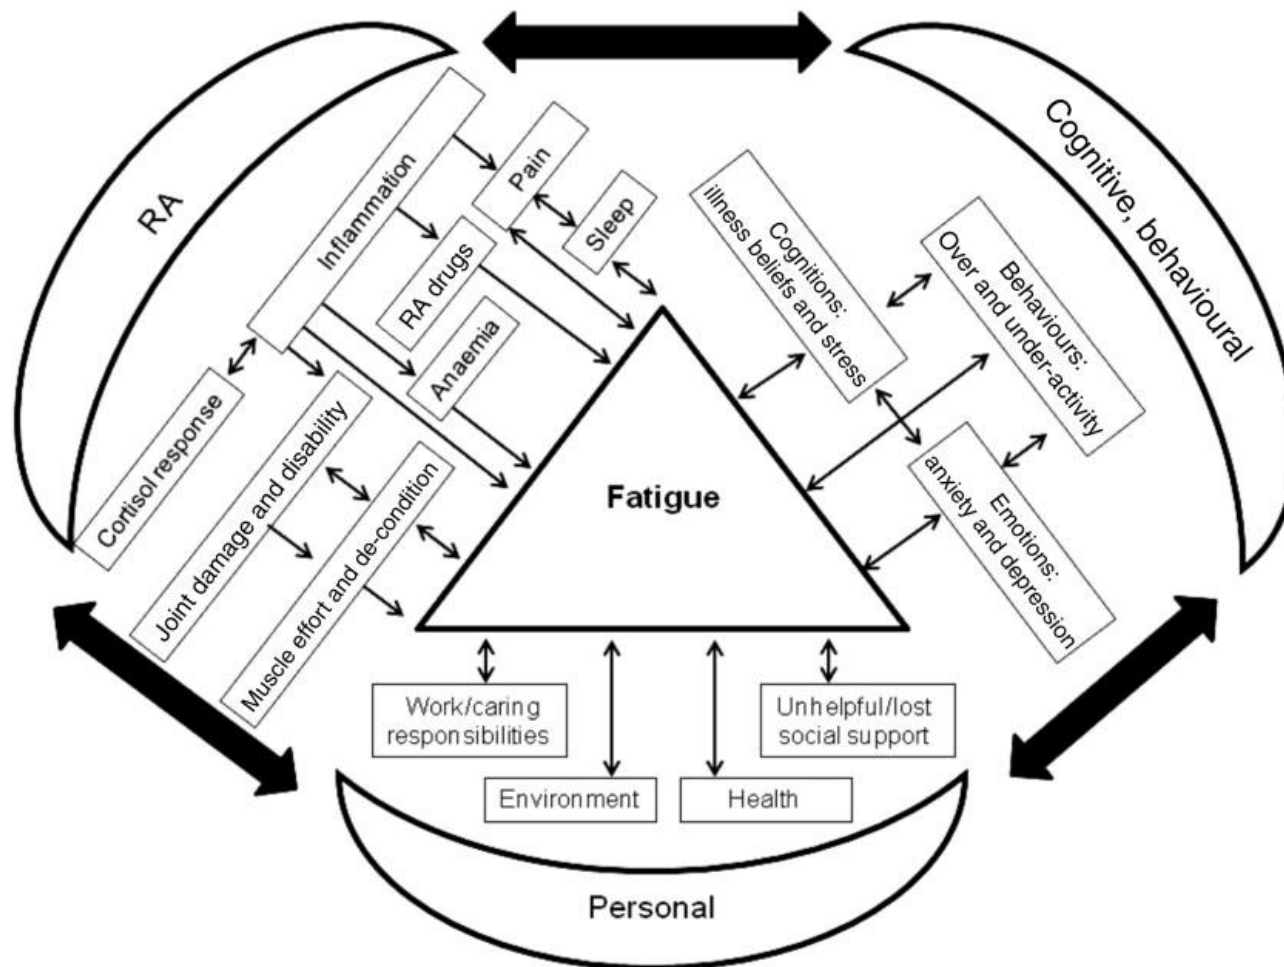 RA
Inflammation
Pain
Sleep
RA drugs
Anaemia
Cortisol response
Joint damage and disability
Muscle effort and de-condition
Cognitive, behavioural
Cognitions:
illness beliefs and stress
Behaviours:
Over and under-activity
Emotions:
anxiety and depression
Fatigue
Work/caring
responsibilities
Unhelpful/lost
social support
Environment
Health
Personal